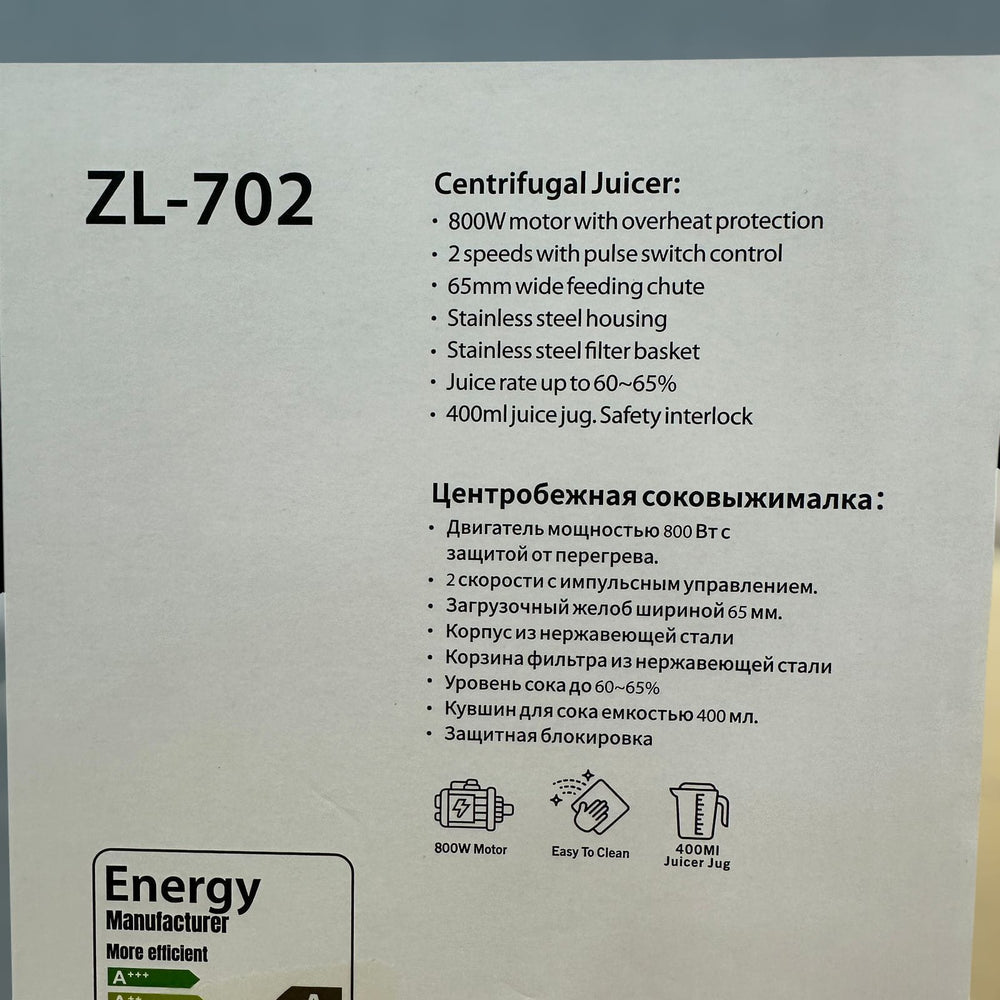 ZL-702
Centrifugal Juicer:
• 800W motor with overheat protection
• 2 speeds with pulse switch control
• 65mm wide feeding chute
• Stainless steel housing
• Stainless steel filter basket
• Juice rate up to 60~65%
• 400ml juice jug. Safety interlock
Центробежная соковыжималка:
• Двигатель мощностью 800 Вт с
защитой от перегрева.
• 2 скорости с импульсным управлением.
• Загрузочный желоб шириной 65 мм.
• Корпус из нержавеющей стали
• Корзина фильтра из нержавеющей стали
• Уровень сока до 60~65%
• Кувшин для сока емкостью 400 мл.
• Защитная блокировка
800W Motor
Easy To Clean
400Ml
Juicer Jug
Energy
Manufacturer
More efficient
A+++
A++
A